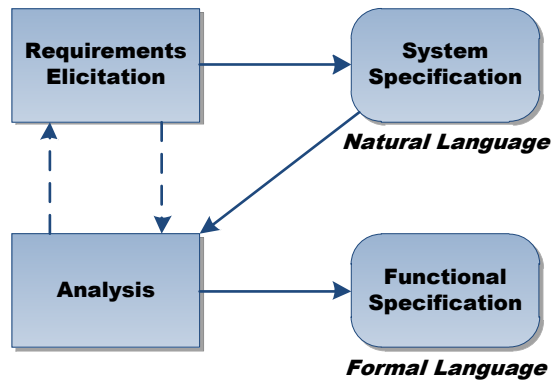 Requirements
Elicitation
System
Specification
Natural Language
Analysis
Functional
Specification
Formal Language